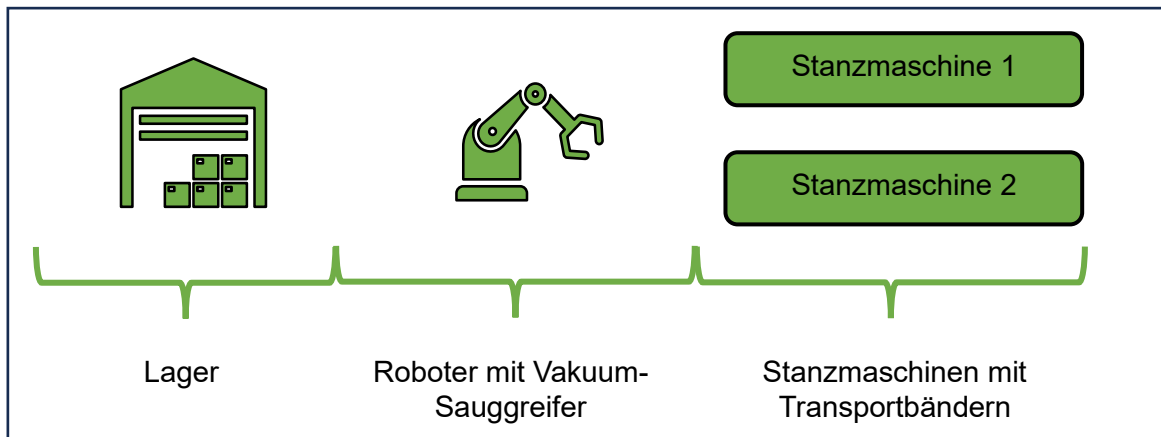 Stanzmaschine 1
Stanzmaschine 2
Lager
Roboter mit Vakuum-
Sauggreifer
Stanzmaschinen mit
Transportbändern